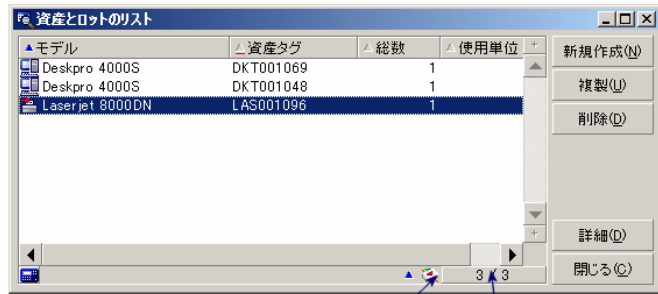 資産とロットのリスト
モデル 資産タグ 総数 使用単位
Deskpro 4000S DKT001069 1
Deskpro 4000S DKT001048 1
Laserjet 8000DN LAS001096 1
新規作成(N)
複製(U)
削除(D)
詳細(D)
閉じる(C)
3 / 3